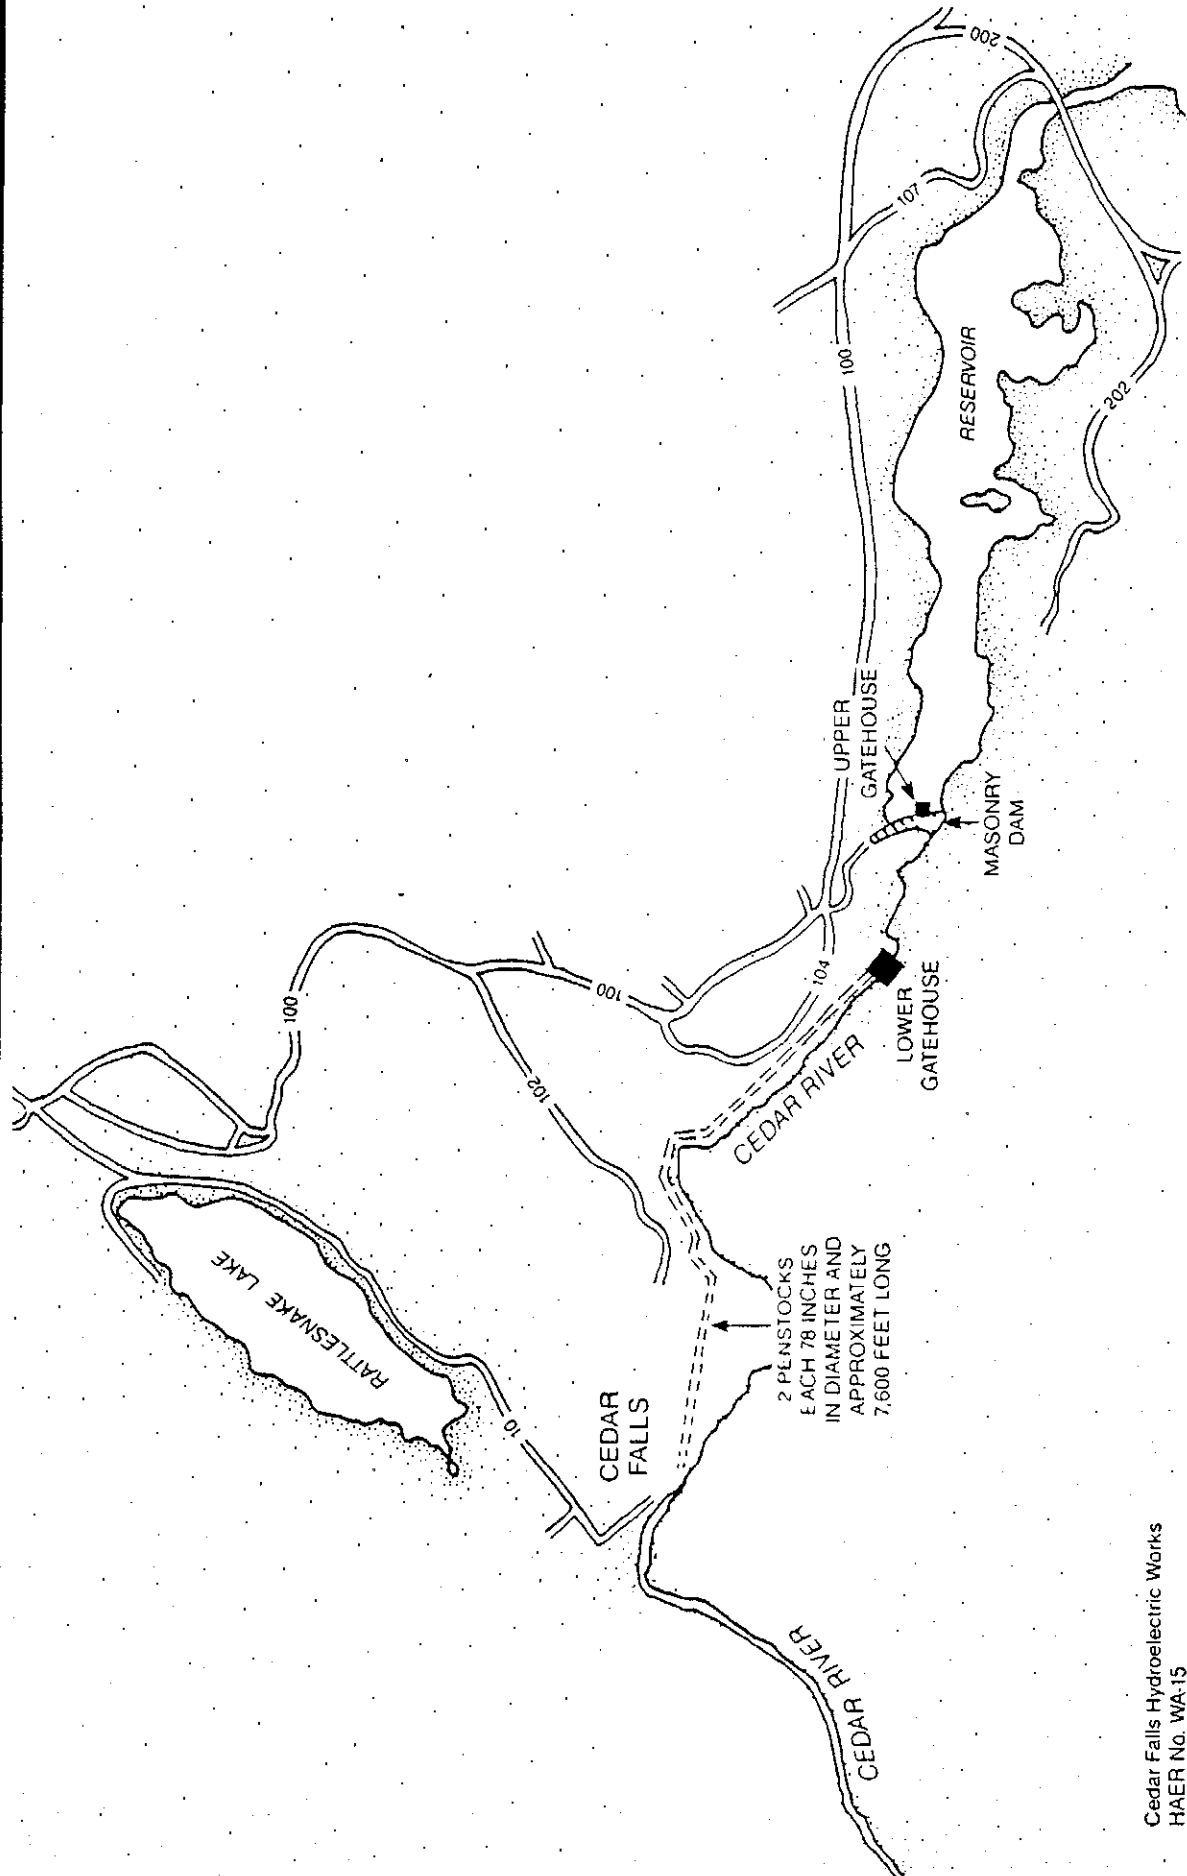 RATTLESNAKE LAKE
10
100
102
CEDAR
FALLS
100
104
100
107
200
202
UPPER
GATEHOUSE
RESERVOIR
MASONRY
DAM
LOWER
GATEHOUSE
CEDAR RIVER
2 PENSTOCKS
EACH 78 INCHES
IN DIAMETER AND
APPROXIMATELY
7,600 FEET LONG
CEDAR RIVER
Cedar Falls Hydroelectric Works
HAER No. WA-15